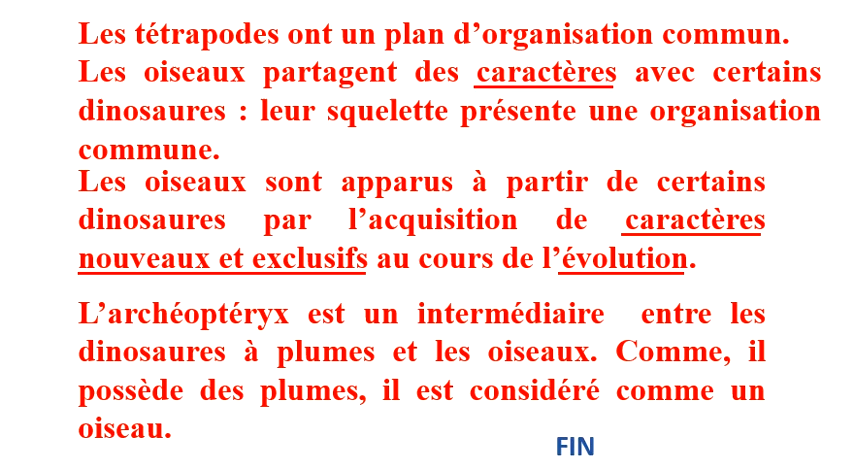 Les tétrapodes ont un plan d’organisation commun.
Les oiseaux partagent des caractères avec certains
dinosaures : leur squelette présente une organisation
commune.
Les oiseaux sont apparus à partir de certains
dinosaures par l’acquisition de caractères
nouveaux et exclusifs au cours de l’évolution.
L’archéoptéryx est un intermédiaire entre les
dinosaures à plumes et les oiseaux. Comme, il
possède des plumes, il est considéré comme un
oiseau.
FIN